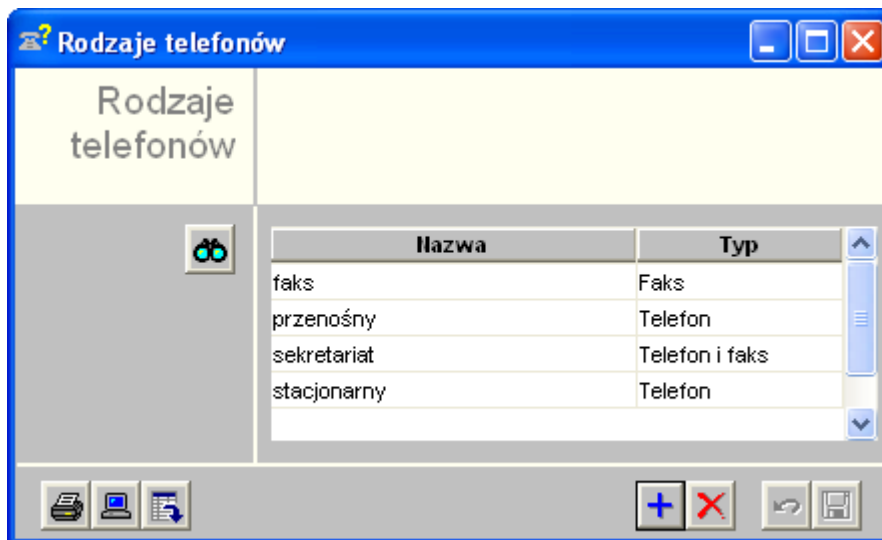 Rodzaje telefonów
Rodzaje
telefonów
Nazwa Typ
faks Faks
przenośny Telefon
sekretariat Telefon i faks
stacjonarny Telefon